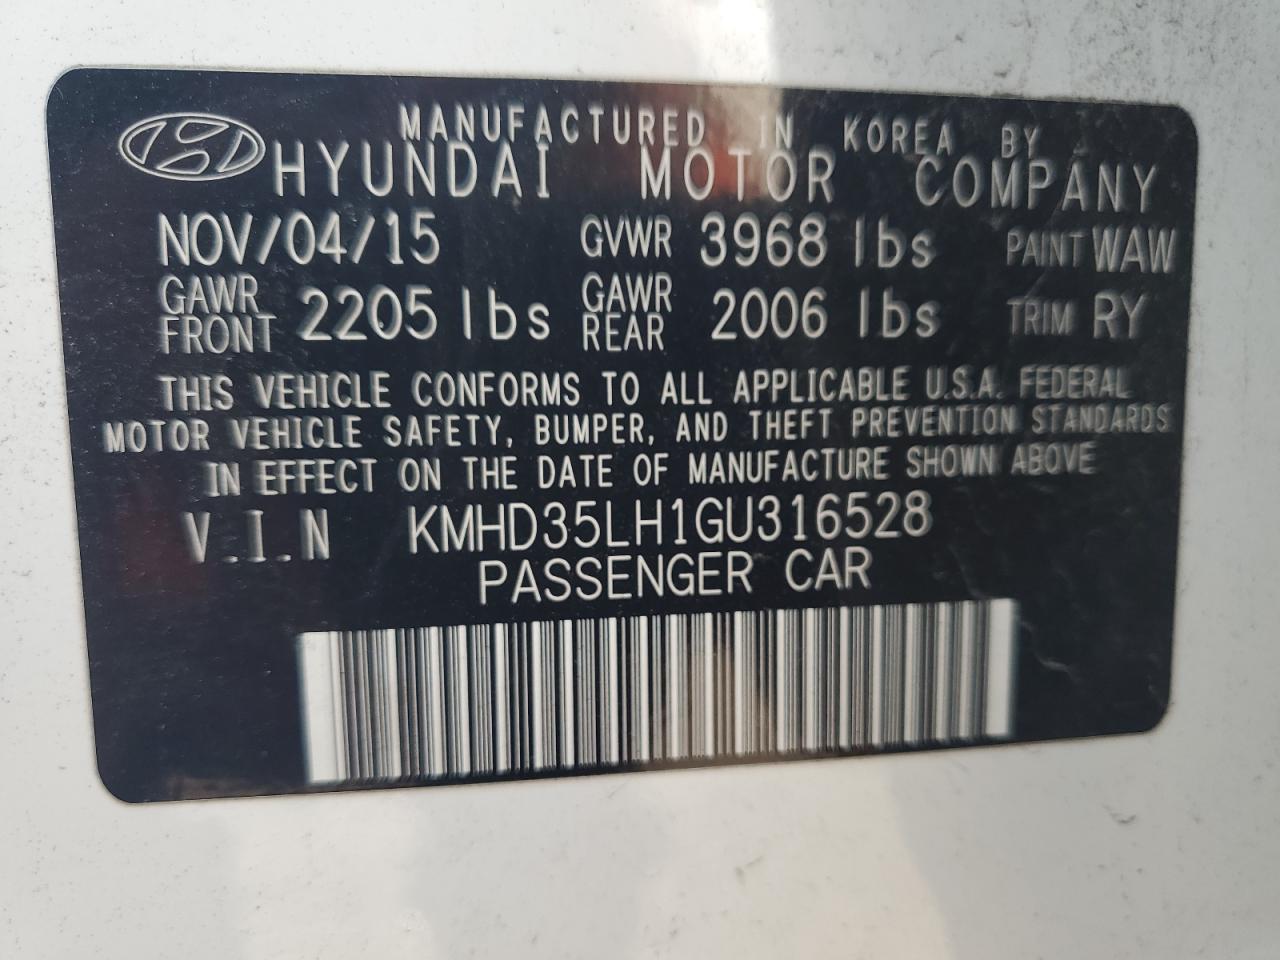 MANUFACTURED IN KOREA BY
HYUNDAI MOTOR COMPANY
NOV/04/15 GVWR 3968 lbs PAINT WAW
GAWR FRONT 2205 lbs GAWR REAR 2006 lbs TRIM RY
THIS VEHICLE CONFORMS TO ALL APPLICABLE U.S.A. FEDERAL
MOTOR VEHICLE SAFETY, BUMPER, AND THEFT PREVENTION STANDARDS
IN EFFECT ON THE DATE OF MANUFACTURE SHOWN ABOVE
V.I.N KMHD35LH1GU316528
PASSENGER CAR